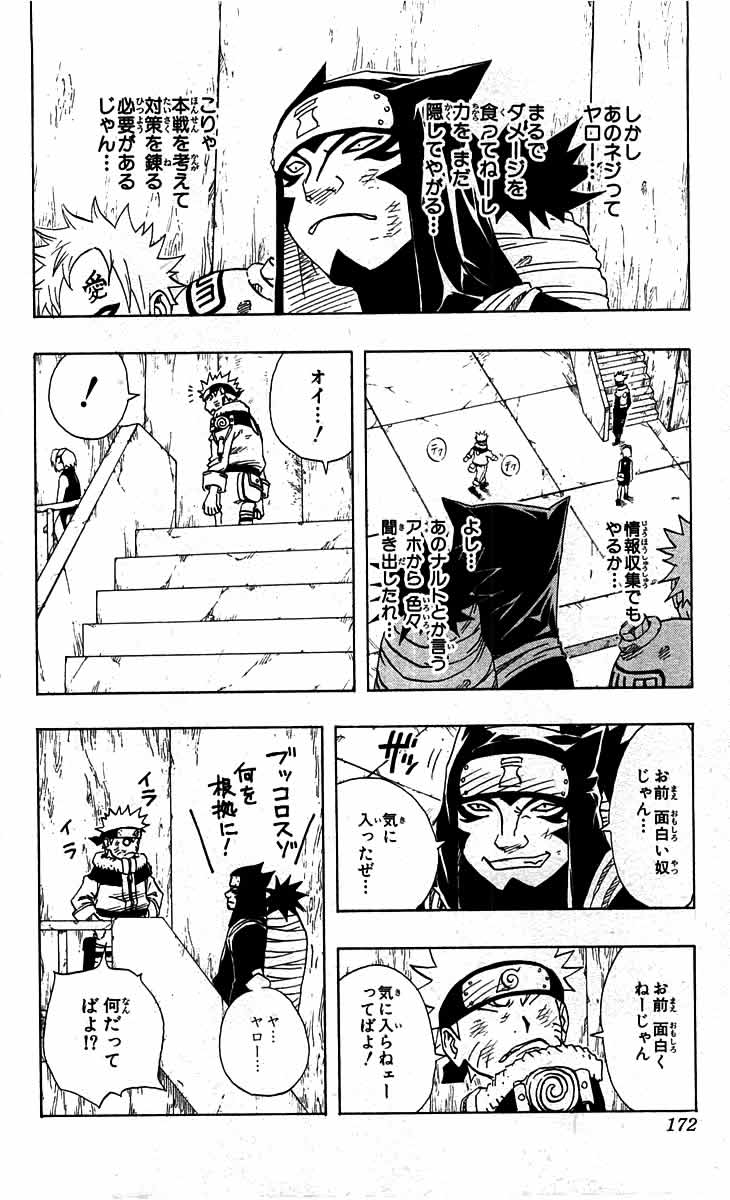 しかし
あのネジって
ヤロー…
まるで
ダメージを
食ってねーし
力を まだ
隠してやがる…
こりゃ
本戦を考えて
対策を錬る
必要がある
じゃん…
愛
情報収集でも
やるか…
よし…
あのナルトとか言う
アホから 色々
聞き出したれ…
テク
テク
オイ…!
!
お前 面白い奴
じゃん…
ザッ
気に
入ったぜ…
お前 面白く
ねーじゃん
気に入らねェー
ってばよ!
ブッコロスゾ
何を
根拠に!
イラ
イラ
ヤ…
ヤロー…
何だって
ばよ!?
172